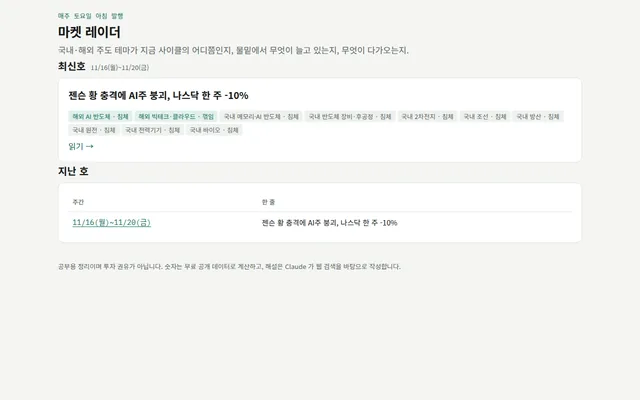 매주 토요일 아침 발행
마켓 레이더
국내·해외 주도 테마가 지금 사이클의 어디쯤인지, 물밑에서 무엇이 늘고 있는지, 무엇이 다가오는지.
최신호 11/16(월)~11/20(금)
젠슨 황 충격에 AI주 붕괴, 나스닥 한 주 -10%
해외 AI 반도체 · 침체 해외 빅테크·클라우드 · 꺾임 국내 메모리·AI 반도체 · 침체 국내 반도체 장비·후공정 · 침체 국내 2차전지 · 침체 국내 조선 · 침체 국내 방산 · 침체
국내 원전 · 침체 국내 전력기기 · 침체 국내 바이오 · 침체
읽기 →
지난 호
주간 한 줄
11/16(월)~11/20(금) 젠슨 황 충격에 AI주 붕괴, 나스닥 한 주 -10%
공부용 정리이며 투자 권유가 아닙니다. 숫자는 무료 공개 데이터로 계산하고, 해설은 Claude 가 웹 검색을 바탕으로 작성합니다.